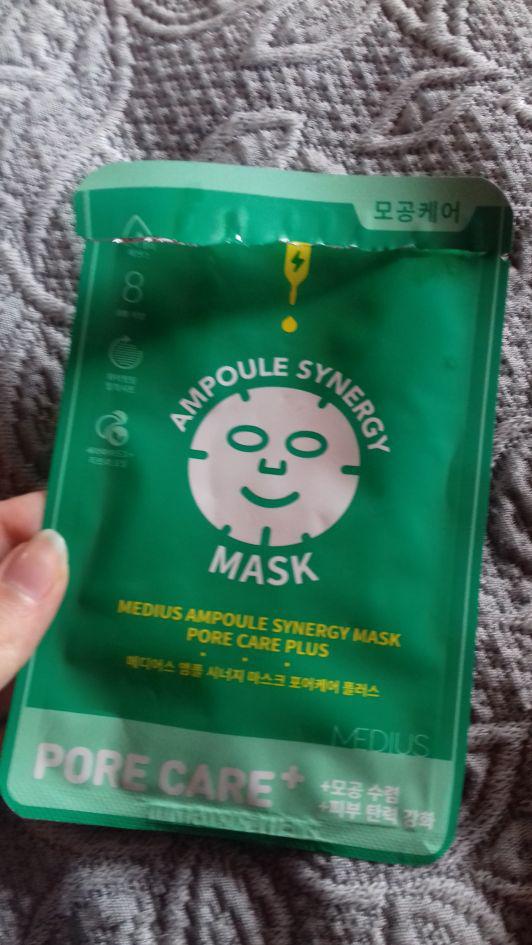 모공케어
8
AMPOULE SYNERGY
MASK
MEDIUS AMPOULE SYNERGY MASK
PORE CARE PLUS
메디어스 앰플 시너지 마스크 포어케어 플러스
MEDIUS
PORE CARE+
+모공 수렴
+피부 탄력 강화